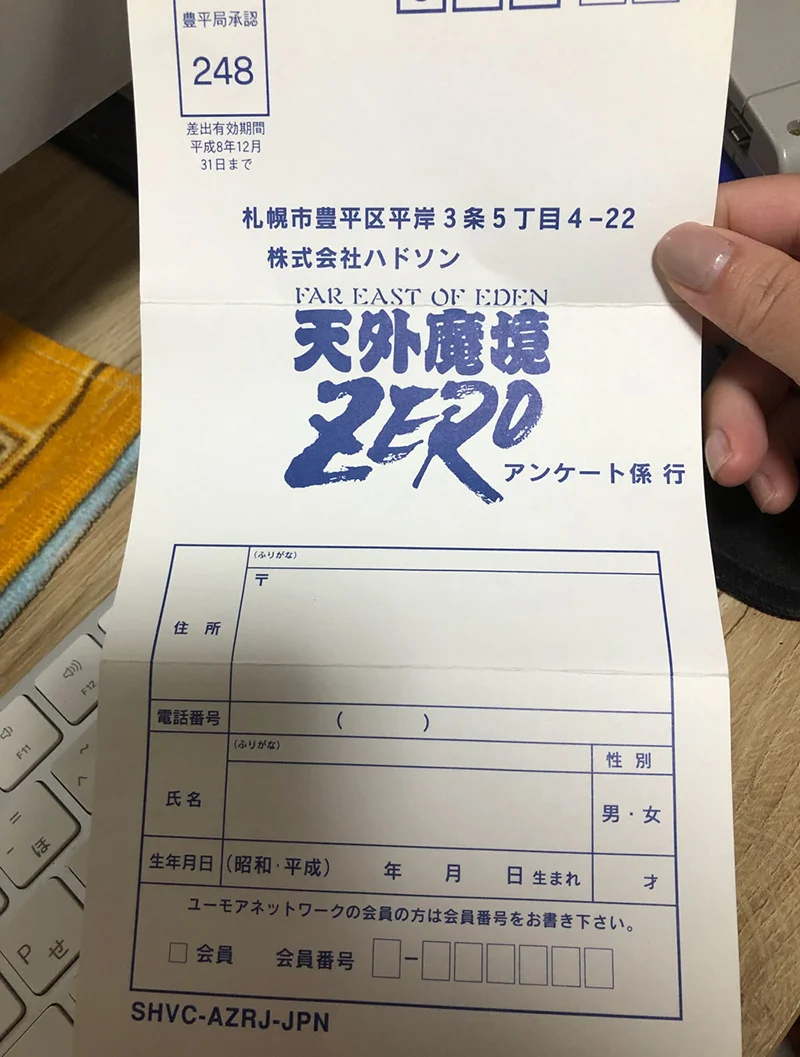 豊平局承認
248
差出有効期間
平成8年12月
31日まで
札幌市豊平区平岸3条5丁目4-22
株式会社ハドソン
FAR EAST OF EDEN
天外魔境
ZERO
アンケート係 行
(ふりがな)
〒
住 所
電話番号 ( )
(ふりがな)
性 別
氏名
男・女
生年月日 (昭和・平成) 年 月 日 生まれ 才
ユーモアネットワークの会員の方は会員番号をお書き下さい。
□ 会員 会員番号 □-□□□□□□
SHVC-AZRJ-JPN
F12
F11
~
へ
=
-
ほ
P
せ